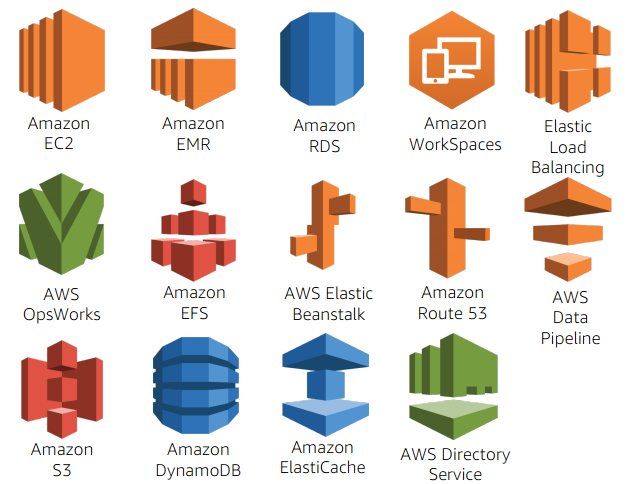 Amazon
EC2
Amazon
EMR
Amazon
RDS
Amazon
WorkSpaces
Elastic
Load
Balancing
AWS
OpsWorks
Amazon
EFS
AWS Elastic
Beanstalk
Amazon
Route 53
AWS
Data
Pipeline
Amazon
S3
Amazon
DynamoDB
Amazon
ElastiCache
AWS Directory
Service